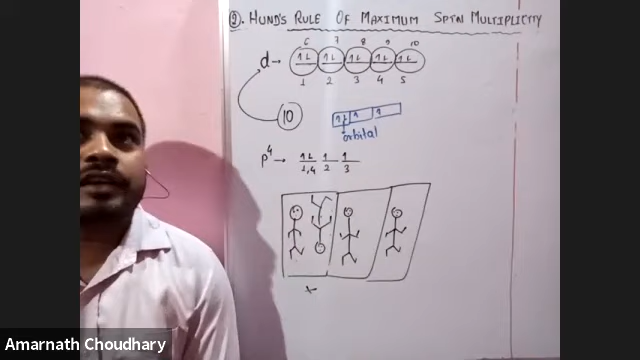 ②. HUND'S RULE OF MAXIMUM SPIN MULTIPLICITY
6 7 8 9 10
d → ↿⇂ ↿⇂ ↿⇂ ↿⇂ ↿⇂
1 2 3 4 5
10
↿⇂ ↿ ↿
orbital
p⁴ → ↿⇂ ↿ ↿
1,4 2 3
Amarnath Choudhary